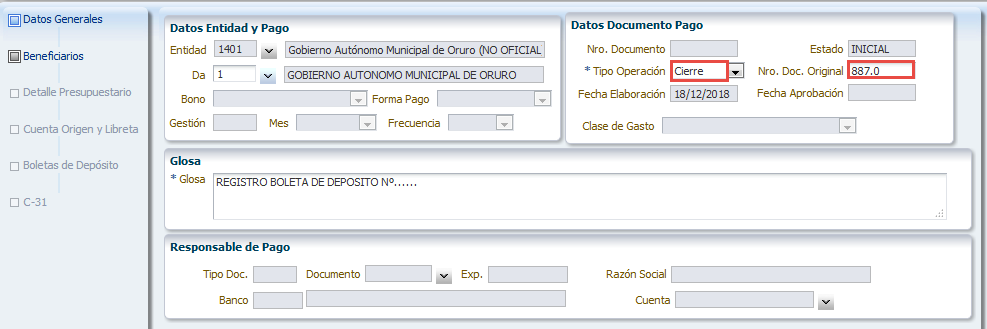 Datos Generales
Beneficiarios
Detalle Presupuestario
Cuenta Origen y Libreta
Boletas de Depósito
C-31
Datos Entidad y Pago
Entidad 1401 Gobierno Autónomo Municipal de Oruro (NO OFICIAL
Da 1 GOBIERNO AUTONOMO MUNICIPAL DE ORURO
Bono Forma Pago
Gestión Mes Frecuencia
Datos Documento Pago
Nro. Documento Estado INICIAL
* Tipo Operación Cierre Nro. Doc. Original 887.0
Fecha Elaboración 18/12/2018 Fecha Aprobación
Clase de Gasto
Glosa
* Glosa REGISTRO BOLETA DE DEPOSITO Nº......
Responsable de Pago
Tipo Doc. Documento Exp. Razón Social
Banco Cuenta